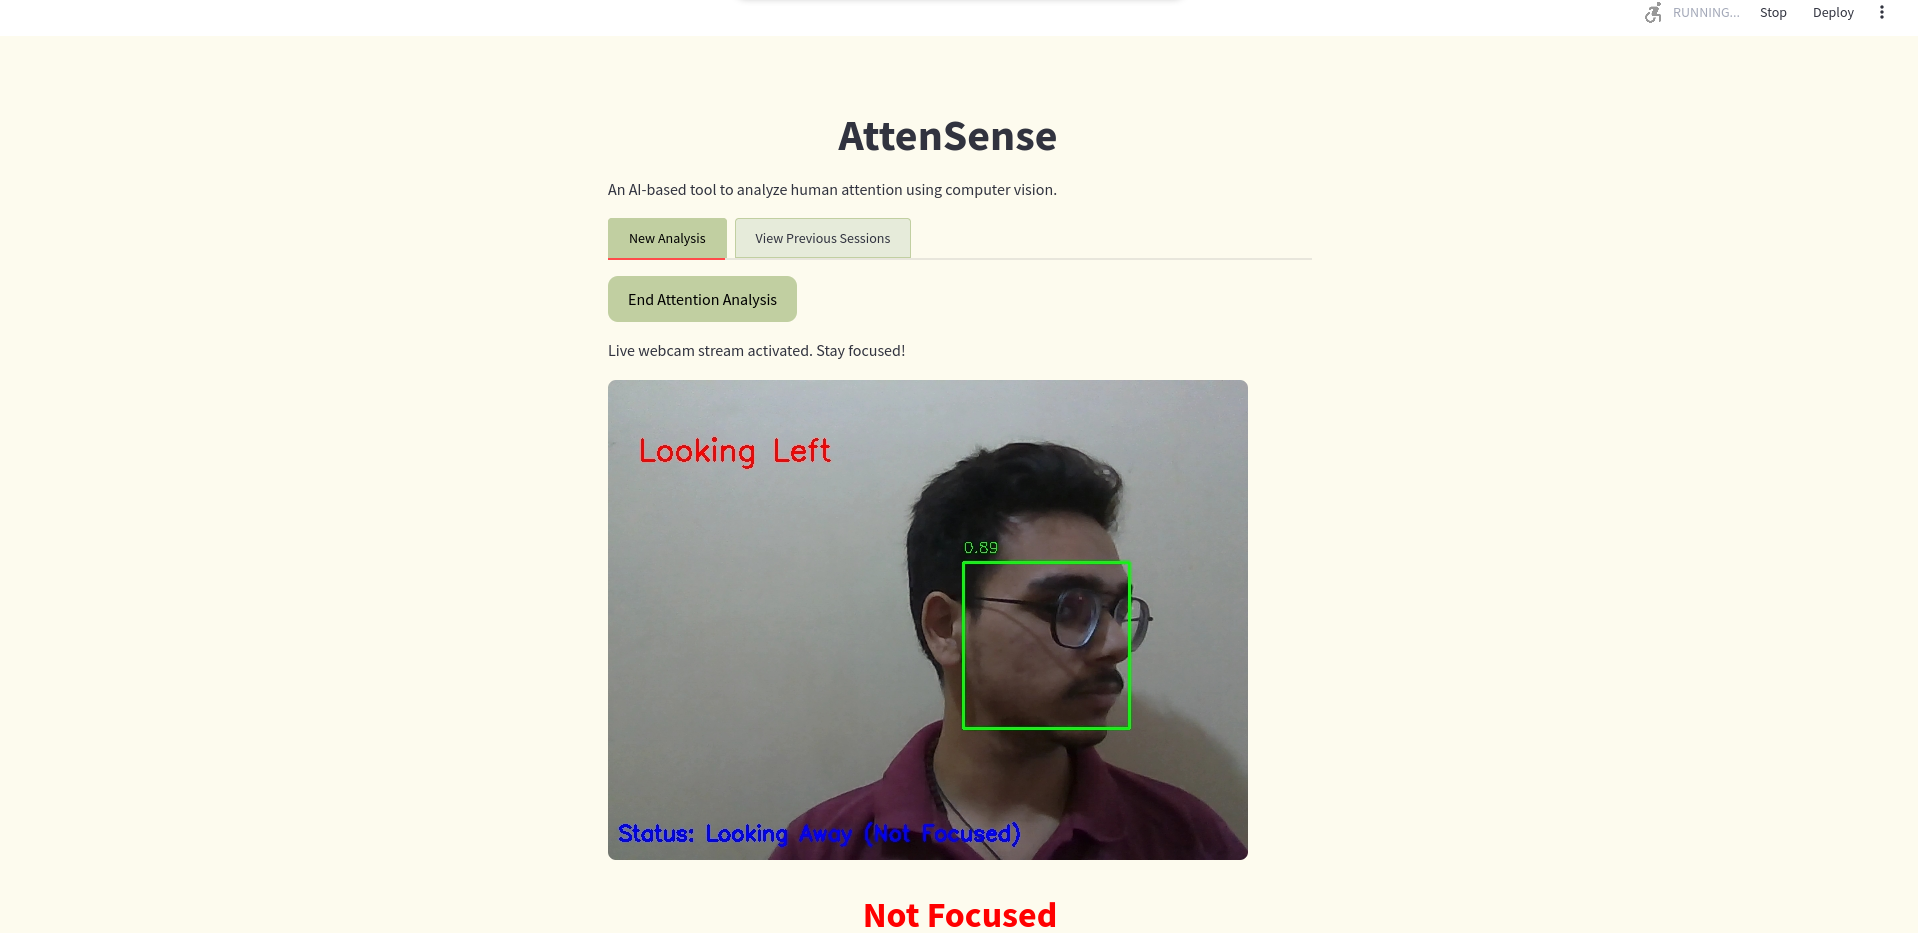 RUNNING... Stop Deploy
AttenSense
An AI-based tool to analyze human attention using computer vision.
New Analysis View Previous Sessions
End Attention Analysis
Live webcam stream activated. Stay focused!
Looking Left
0.89
Status: Looking Away (Not Focused)
Not Focused